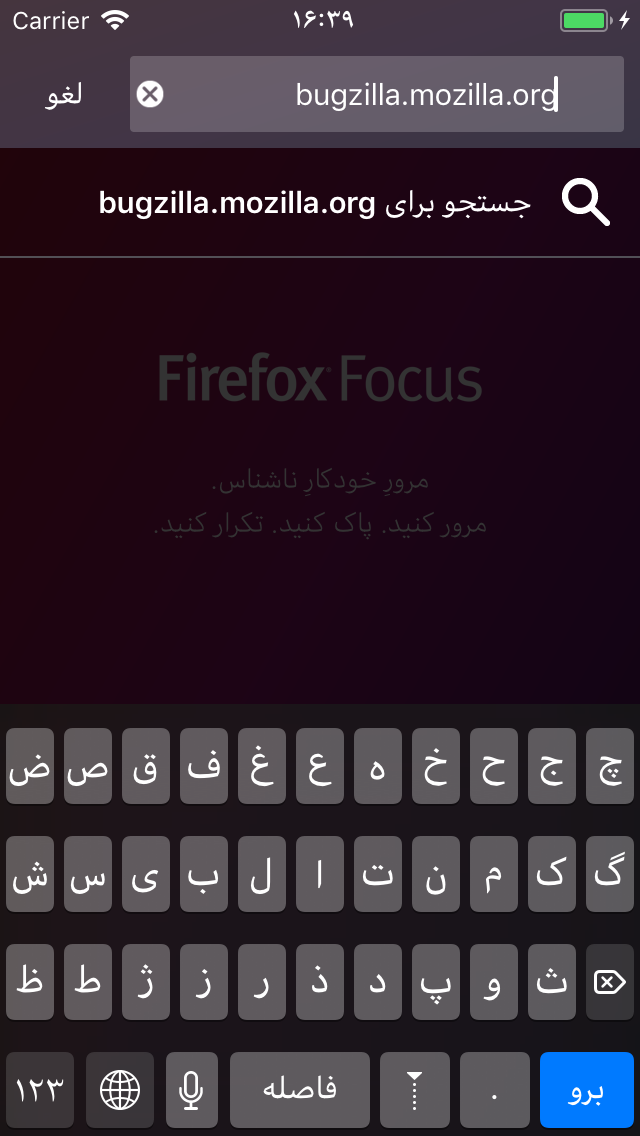 Carrier ۱۶:۳۹
لغو bugzilla.mozilla.org
جستجو برای bugzilla.mozilla.org
Firefox Focus
مرورِ خودکارِ ناشناس.
مرور کنید. پاک کنید. تکرار کنید.
ض ص ق ف غ ع ه خ ح ج چ
ش س ی ب ل ا ت ن م ک گ
ظ ط ژ ز ر ذ د پ و ث
۱۲۳ فاصله . برو